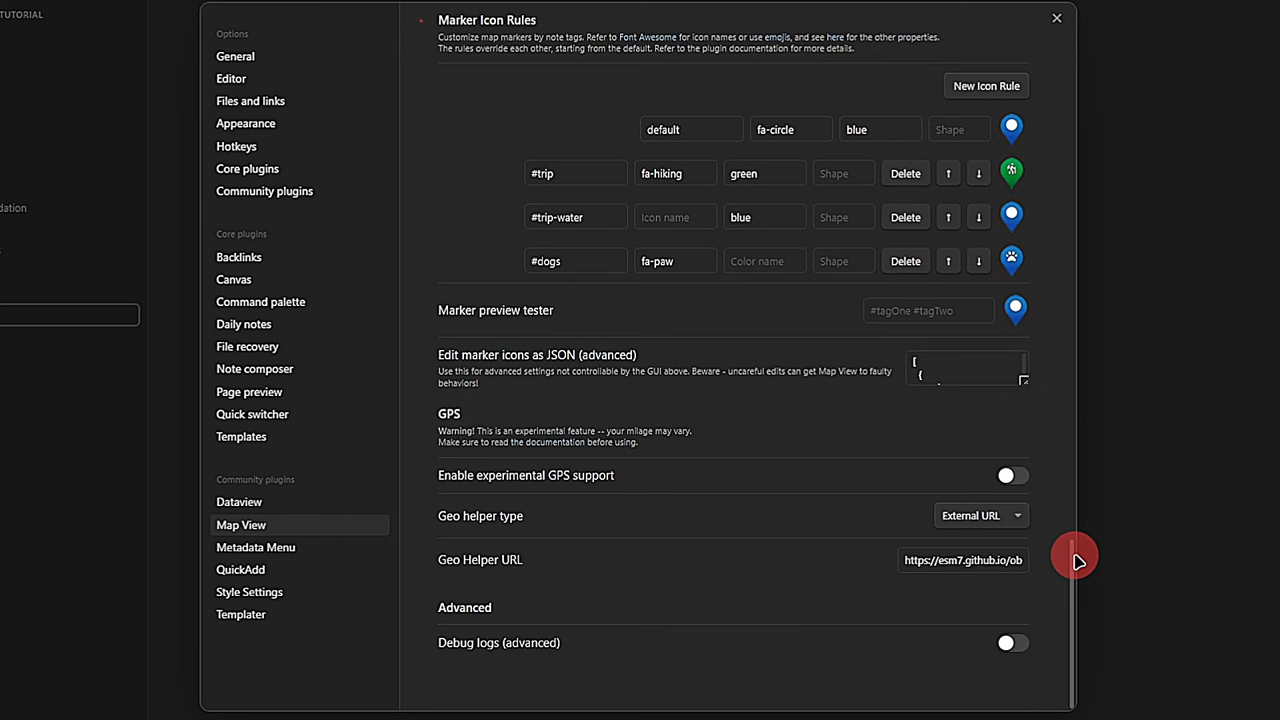 TUTORIAL
dation
Options
General
Editor
Files and links
Appearance
Hotkeys
Core plugins
Community plugins
Core plugins
Backlinks
Canvas
Command palette
Daily notes
File recovery
Note composer
Page preview
Quick switcher
Templates
Community plugins
Dataview
Map View
Metadata Menu
QuickAdd
Style Settings
Templater
Marker Icon Rules
Customize map markers by note tags. Refer to Font Awesome for icon names or use emojis, and see here for the other properties.
The rules override each other, starting from the default. Refer to the plugin documentation for more details.
New Icon Rule
default fa-circle blue Shape
#trip fa-hiking green Shape Delete ↑ ↓
#trip-water Icon name blue Shape Delete ↑ ↓
#dogs fa-paw Color name Shape Delete ↑ ↓
Marker preview tester #tagOne #tagTwo
Edit marker icons as JSON (advanced)
Use this for advanced settings not controllable by the GUI above. Beware - uncareful edits can get Map View to faulty
behaviors!
[
{
GPS
Warning! This is an experimental feature -- your milage may vary.
Make sure to read the documentation before using.
Enable experimental GPS support
Geo helper type External URL
Geo Helper URL https://esm7.github.io/ob
Advanced
Debug logs (advanced)